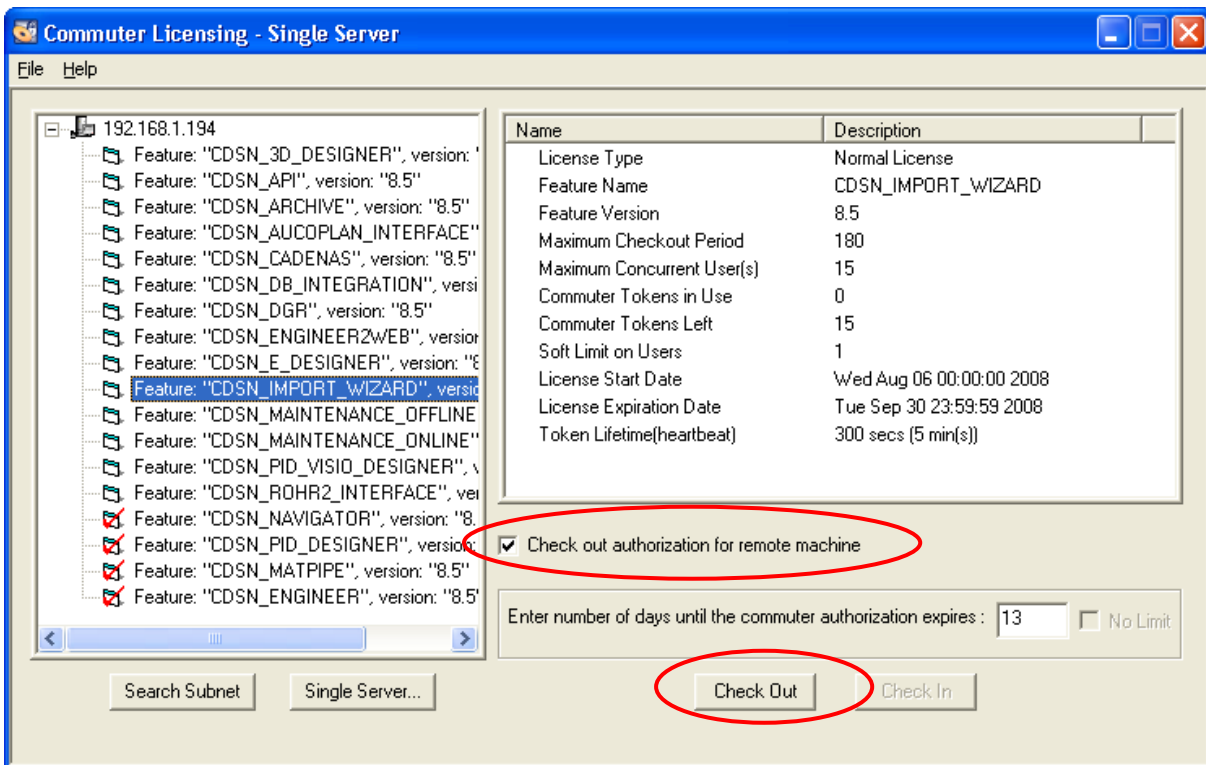 Commuter Licensing - Single Server
File Help
192.168.1.194
Feature: "CDSN_3D_DESIGNER", version: "
Feature: "CDSN_API", version: "8.5"
Feature: "CDSN_ARCHIVE", version: "8.5"
Feature: "CDSN_AUCOPLAN_INTERFACE"
Feature: "CDSN_CADENAS", version: "8.5"
Feature: "CDSN_DB_INTEGRATION", versi
Feature: "CDSN_DGR", version: "8.5"
Feature: "CDSN_ENGINEER2WEB", version
Feature: "CDSN_E_DESIGNER", version: "8
Feature: "CDSN_IMPORT_WIZARD", versio
Feature: "CDSN_MAINTENANCE_OFFLINE
Feature: "CDSN_MAINTENANCE_ONLINE"
Feature: "CDSN_PID_VISIO_DESIGNER", v
Feature: "CDSN_ROHR2_INTERFACE", ver
Feature: "CDSN_NAVIGATOR", version: "8.
Feature: "CDSN_PID_DESIGNER", version:
Feature: "CDSN_MATPIPE", version: "8.5"
Feature: "CDSN_ENGINEER", version: "8.5"
Search Subnet Single Server...
Name Description
License Type Normal License
Feature Name CDSN_IMPORT_WIZARD
Feature Version 8.5
Maximum Checkout Period 180
Maximum Concurrent User(s) 15
Commuter Tokens in Use 0
Commuter Tokens Left 15
Soft Limit on Users 1
License Start Date Wed Aug 06 00:00:00 2008
License Expiration Date Tue Sep 30 23:59:59 2008
Token Lifetime(heartbeat) 300 secs (5 min(s))
Check out authorization for remote machine
Enter number of days until the commuter authorization expires : 13 No Limit
Check Out Check In